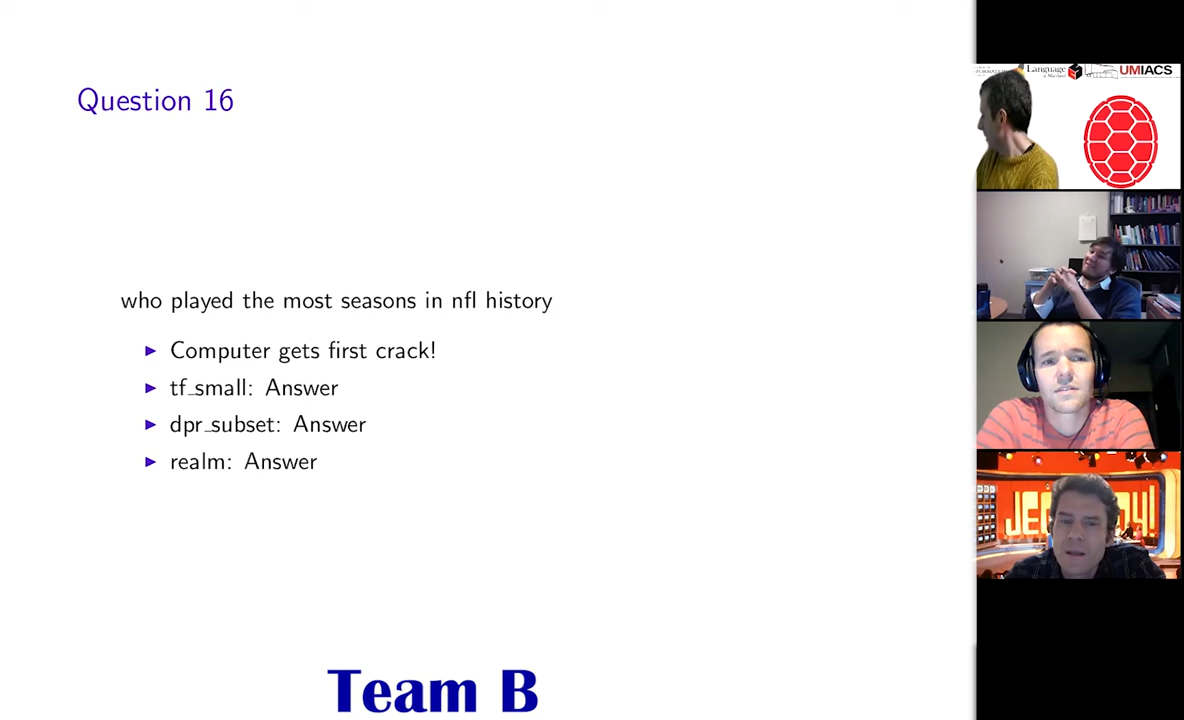 Question 16
who played the most seasons in nfl history
▶ Computer gets first crack!
▶ tf_small: Answer
▶ dpr_subset: Answer
▶ realm: Answer
Team B
Language
UMIACS